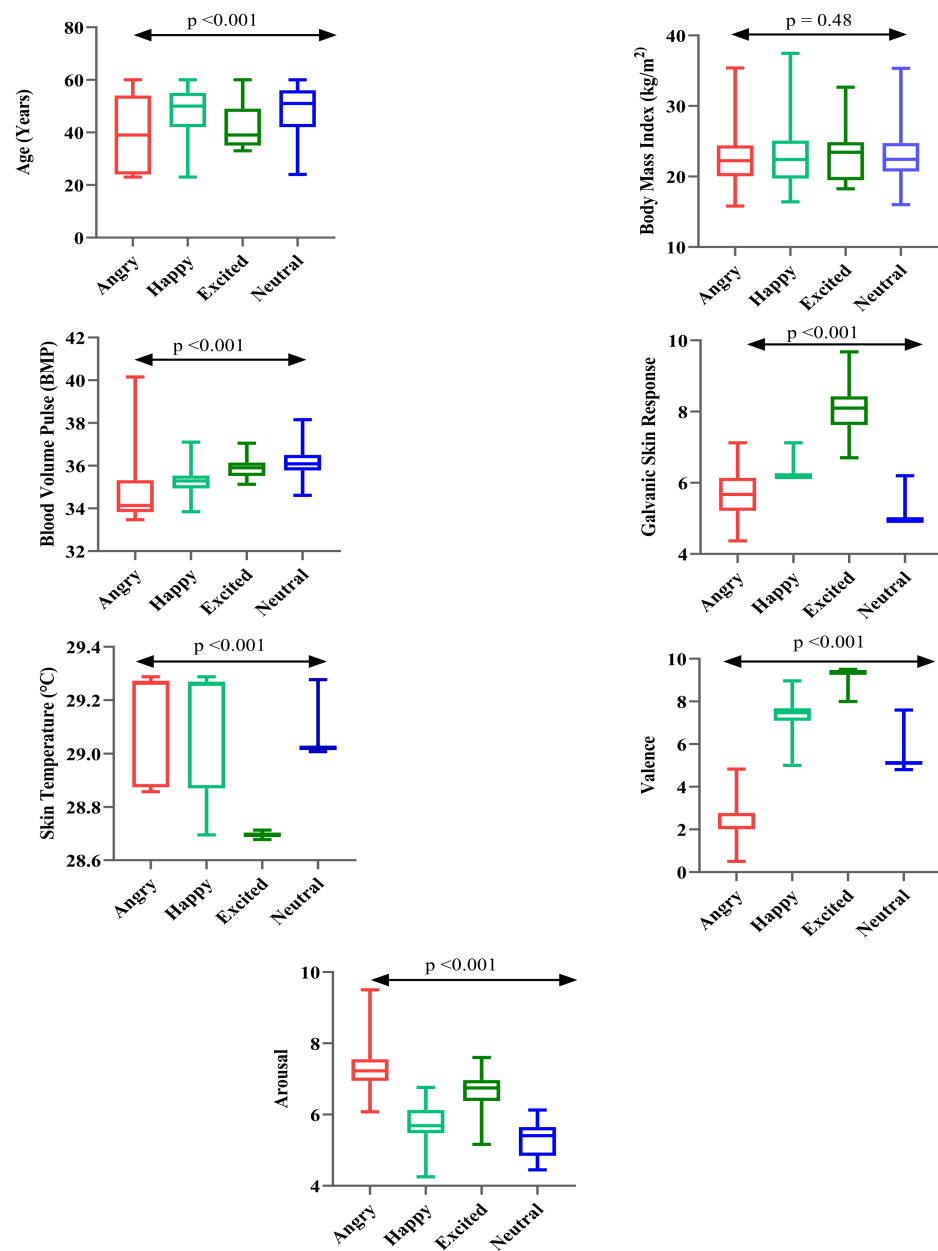 p <0.001
80
60
40
20
0
Age (Years)
Angry
Happy
Excited
Neutral
p = 0.48
40
30
20
10
Body Mass Index (kg/m²)
Angry
Happy
Excited
Neutral
p <0.001
42
40
38
36
34
32
Blood Volume Pulse (BMP)
Angry
Happy
Excited
Neutral
p <0.001
10
8
6
4
Galvanic Skin Response
Angry
Happy
Excited
Neutral
p <0.001
29.4
29.2
29.0
28.8
28.6
Skin Temperature (°C)
Angry
Happy
Excited
Neutral
p <0.001
10
8
6
4
2
0
Valence
Angry
Happy
Excited
Neutral
p <0.001
10
8
6
4
Arousal
Angry
Happy
Excited
Neutral